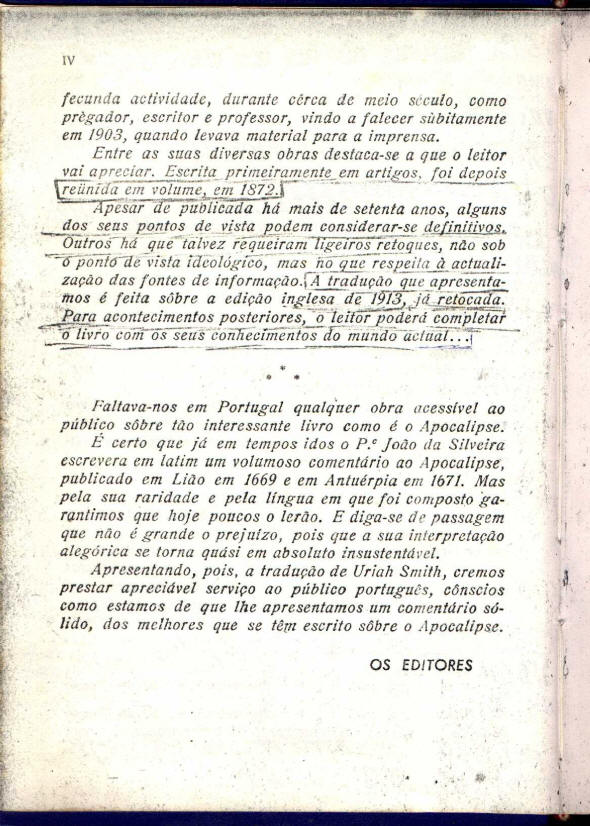 IV
fecunda actividade, durante cêrca de meio século, como
prègador, escritor e professor, vindo a falecer sùbitamente
em 1903, quando levava material para a imprensa.
Entre as suas diversas obras destaca-se a que o leitor
vai apreciar. Escrita primeiramente em artigos, foi depois
reünida em volume, em 1872.
Apesar de publicada há mais de setenta anos, alguns
dos seus pontos de vista podem considerar-se definitivos.
Outros há que talvez requeiram ligeiros retoques, não sob
o ponto de vista ideológico, mas no que respeita à actuali-
zação das fontes de informação. A tradução que apresenta-
mos é feita sôbre a edição inglesa de 1913, já retocada.
Para acontecimentos posteriores, o leitor poderá completar
o livro com os seus conhecimentos do mundo actual...
* * *
Faltava-nos em Portugal qualquer obra acessível ao
público sôbre tão interessante livro como é o Apocalipse.
É certo que já em tempos idos o P.e João da Silveira
escrevera em latim um volumoso comentário ao Apocalipse,
publicado em Lião em 1669 e em Antuérpia em 1671. Mas
pela sua raridade e pela língua em que foi composto ga-
rantimos que hoje poucos o lerão. E diga-se de passagem
que não é grande o prejuízo, pois que a sua interpretação
alegórica se torna quási em absoluto insustentável.
Apresentando, pois, a tradução de Uriah Smith, cremos
prestar apreciável serviço ao público português, cônscios
como estamos de que lhe apresentamos um comentário só-
lido, dos melhores que se têm escrito sôbre o Apocalipse.
OS EDITORES